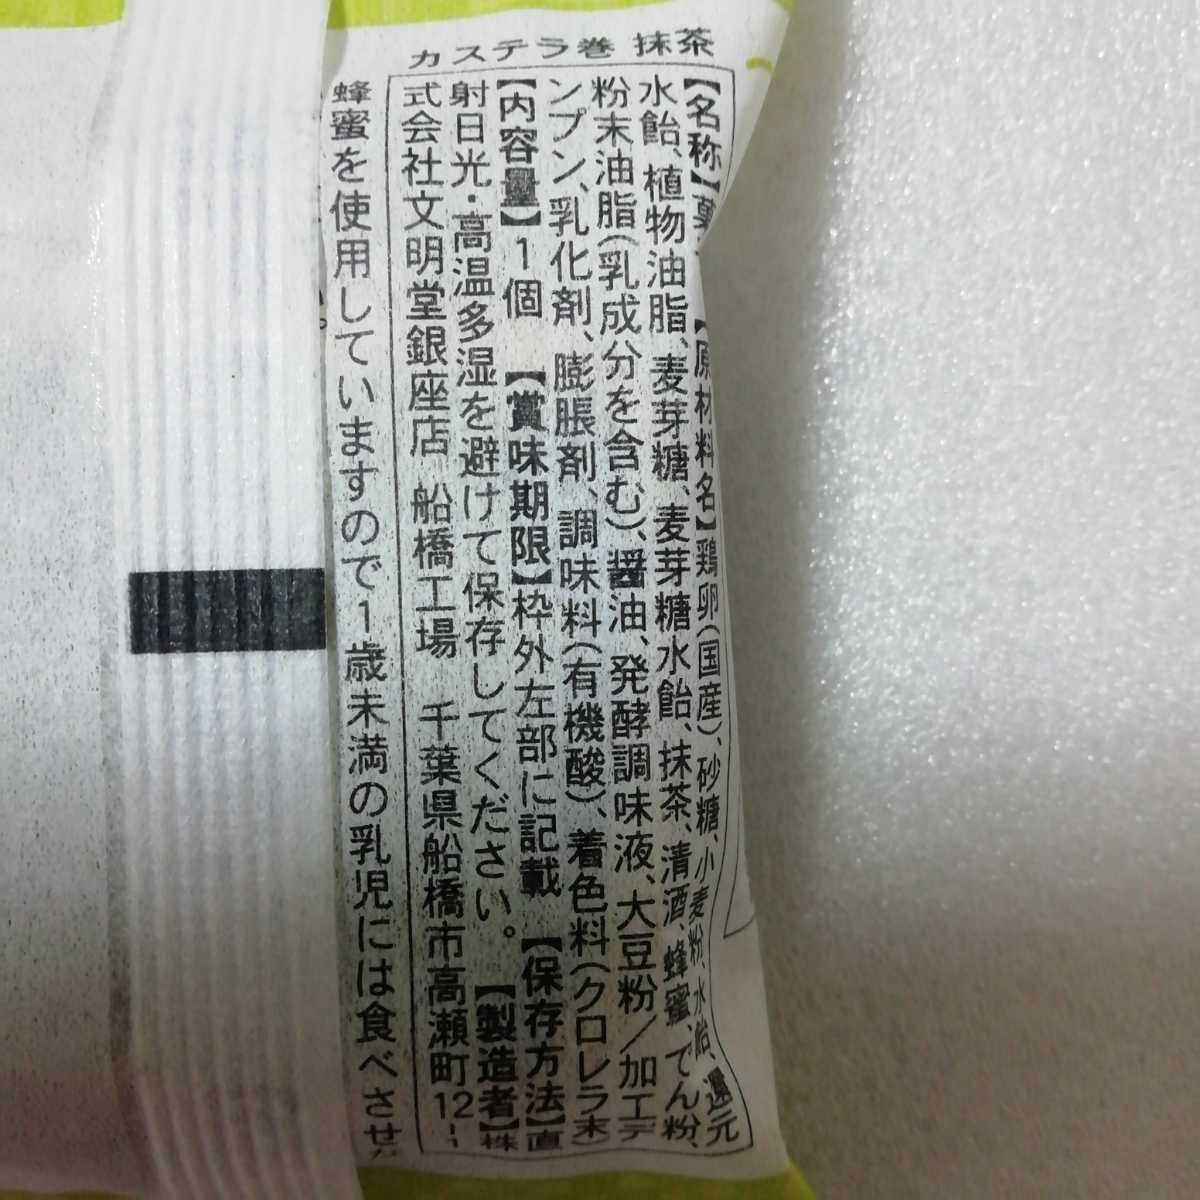 カステラ巻 抹茶
【名称】菓 【原材料名】鶏卵(国産)、砂糖、小麦粉、水飴、還元
水飴、植物油脂、麦芽糖、麦芽糖水飴、抹茶、清酒、蜂蜜、でん粉、
粉末油脂(乳成分を含む)、醤油、発酵調味液、大豆粉/加工デ
ンプン、乳化剤、膨脹剤、調味料(有機酸)、着色料(クロレラ末)
【内容量】1個 【賞味期限】枠外左部に記載 【保存方法】直
射日光・高温多湿を避けて保存してください。 【製造者】株
式会社文明堂銀座店 船橋工場 千葉県船橋市高瀬町12-1
蜂蜜を使用していますので1歳未満の乳児には食べさせ